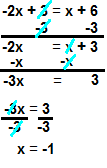 -2x + 3 = x + 6
-3 -3
-2x = x + 3
-x -x
-3x = 3
-3x = 3
-3 -3
x = -1